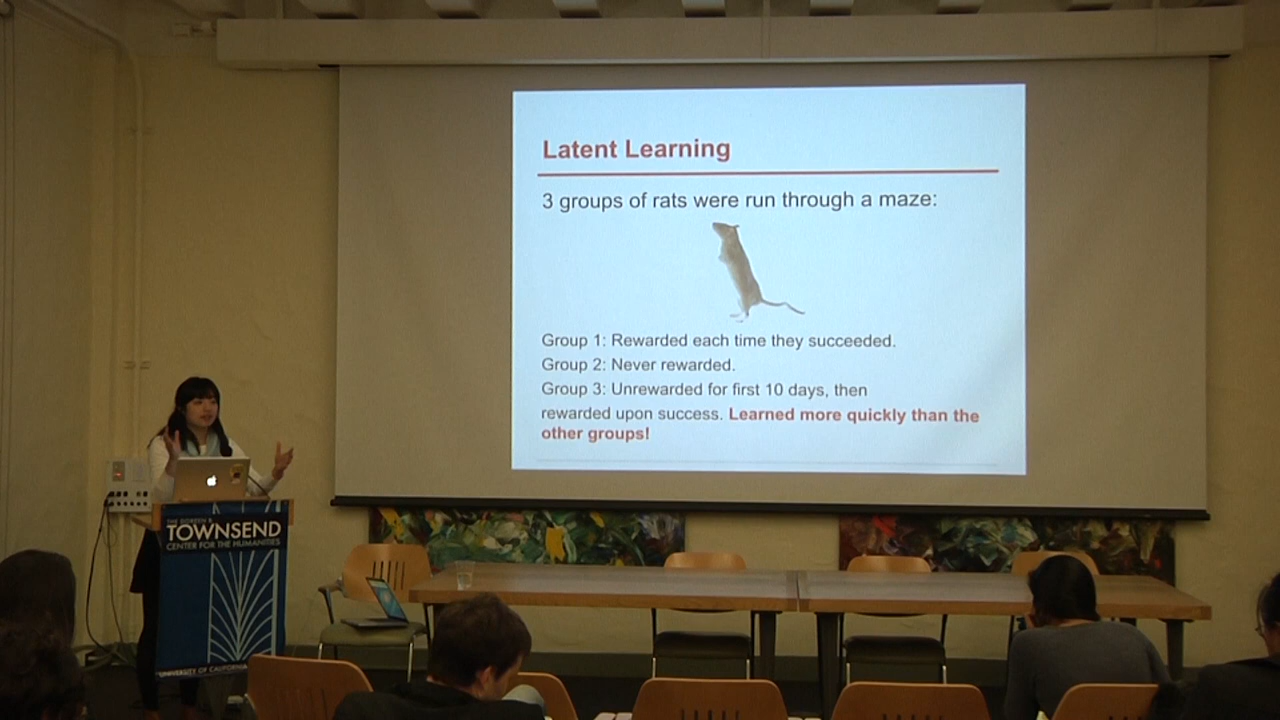 Latent Learning
3 groups of rats were run through a maze:
Group 1: Rewarded each time they succeeded.
Group 2: Never rewarded.
Group 3: Unrewarded for first 10 days, then
rewarded upon success. Learned more quickly than the
other groups!
THE DOREEN B.
TOWNSEND
CENTER FOR THE HUMANITIES
UNIVERSITY OF CALIFORNIA